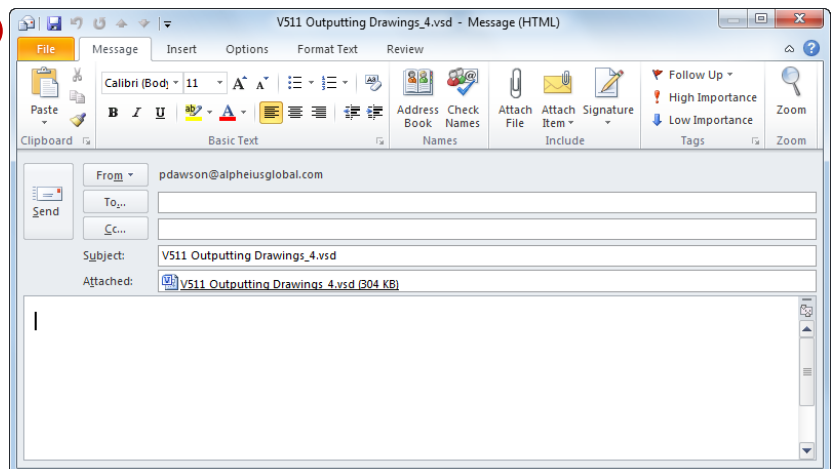 V511 Outputting Drawings_4.vsd - Message (HTML)
File Message Insert Options Format Text Review
Paste
Calibri (Body 11
B I U
Address Book
Check Names
Attach File
Attach Item
Signature
Follow Up
High Importance
Low Importance
Zoom
Clipboard Basic Text Names Include Tags Zoom
Send
From pdawson@alpheiusglobal.com
To...
Cc...
Subject: V511 Outputting Drawings_4.vsd
Attached: V511 Outputting Drawings_4.vsd (304 KB)